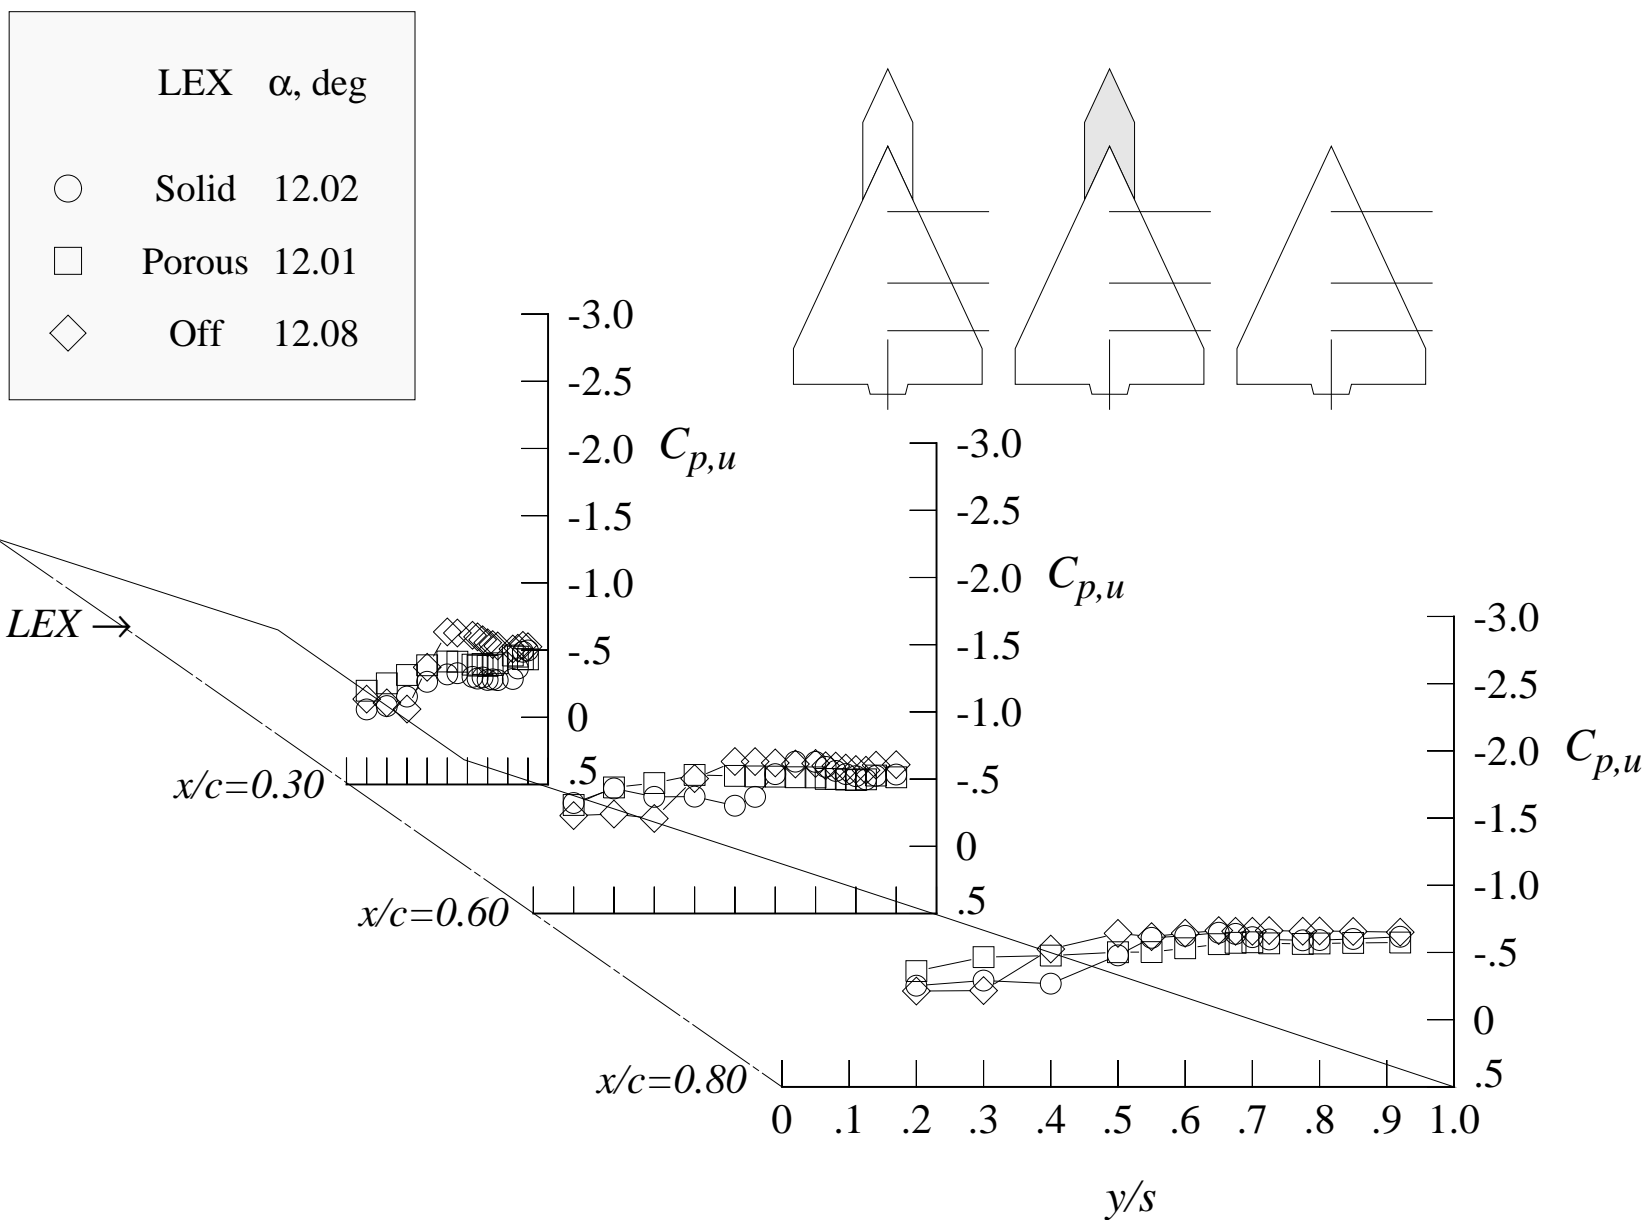 LEX α, deg
Solid 12.02
Porous 12.01
Off 12.08
-3.0
-2.5
-2.0 Cp,u
-1.5
-1.0
-.5
0
.5
LEX →
x/c=0.30
-3.0
-2.5
-2.0 Cp,u
-1.5
-1.0
-.5
0
.5
x/c=0.60
-3.0
-2.5
-2.0 Cp,u
-1.5
-1.0
-.5
0
.5
x/c=0.80
0 .1 .2 .3 .4 .5 .6 .7 .8 .9 1.0
y/s